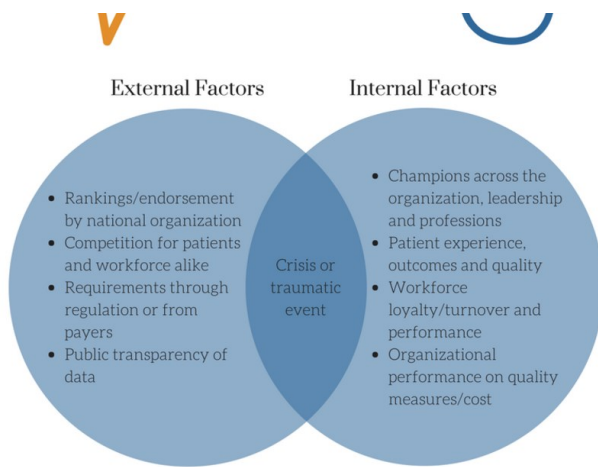 External Factors
Internal Factors
• Rankings/endorsement
by national organization
• Competition for patients
and workforce alike
• Requirements through
regulation or from
payers
• Public transparency of
data
Crisis or
traumatic
event
• Champions across the
organization, leadership
and professions
• Patient experience,
outcomes and quality
• Workforce
loyalty/turnover and
performance
• Organizational
performance on quality
measures/cost